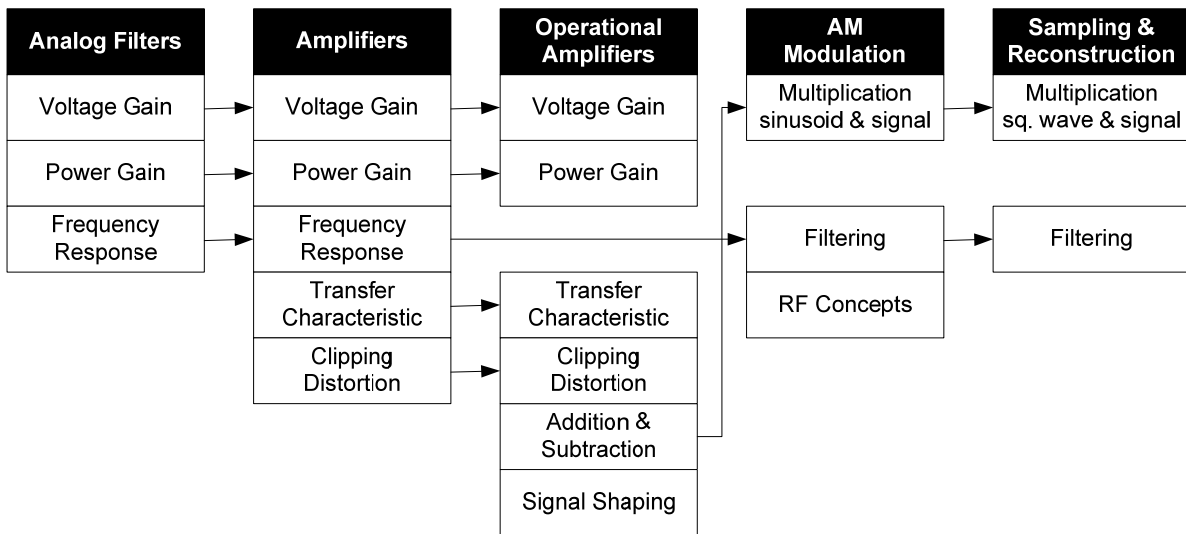 Analog Filters
Voltage Gain
Power Gain
Frequency
Response
Amplifiers
Voltage Gain
Power Gain
Frequency
Response
Transfer
Characteristic
Clipping
Distortion
Operational
Amplifiers
Voltage Gain
Power Gain
Transfer
Characteristic
Clipping
Distortion
Addition &
Subtraction
Signal Shaping
AM
Modulation
Multiplication
sinusoid & signal
Filtering
RF Concepts
Sampling &
Reconstruction
Multiplication
sq. wave & signal
Filtering